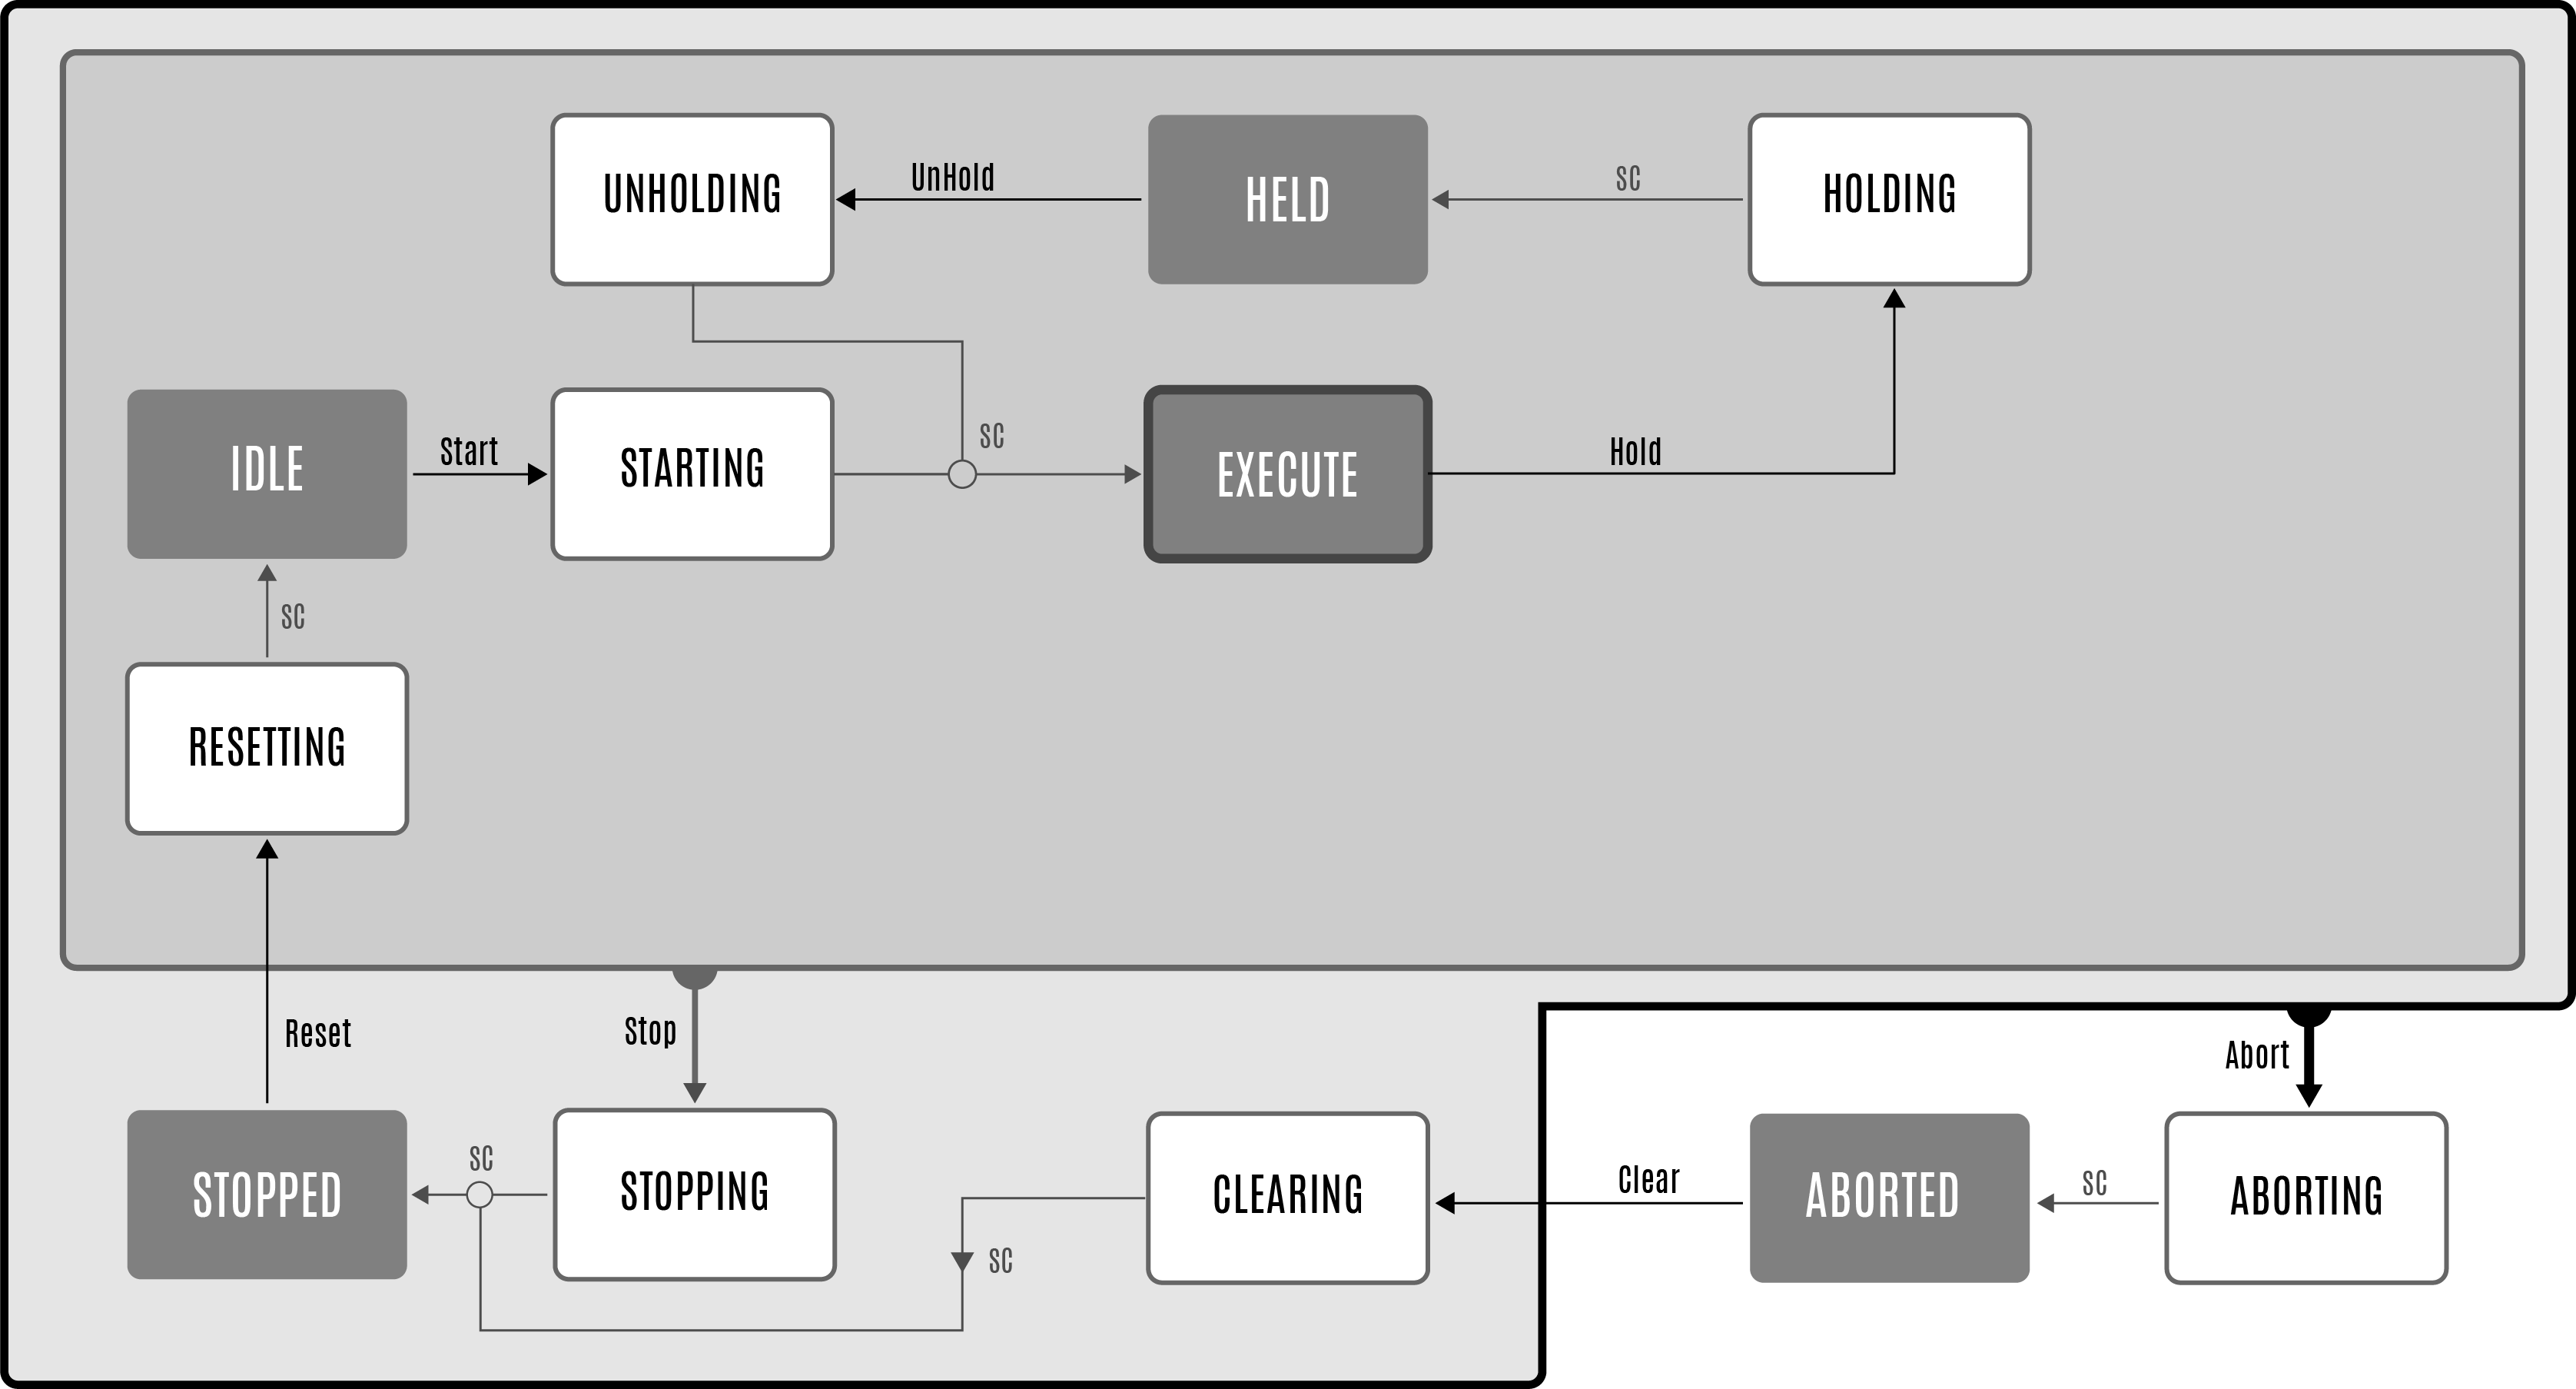 UNHOLDING
UnHold
HELD
SC
HOLDING
IDLE
Start
STARTING
SC
EXECUTE
Hold
SC
RESETTING
Reset
Stop
Abort
STOPPED
SC
STOPPING
SC
CLEARING
Clear
ABORTED
SC
ABORTING